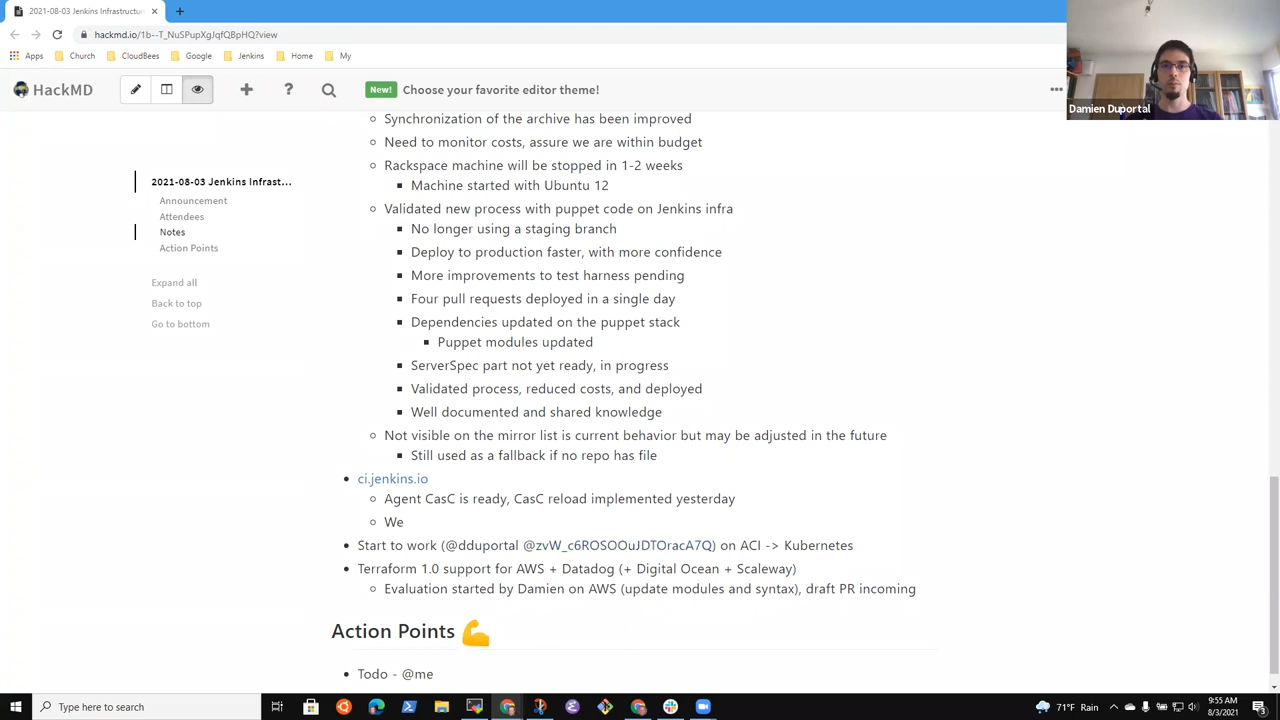 2021-08-03 Jenkins Infrastructur
hackmd.io/1b--T_NuSPupXgJqfQBpHQ?view
Apps
Church
CloudBees
Google
Jenkins
Home
My
HackMD
New!
Choose your favorite editor theme!
Damien Duportal
2021-08-03 Jenkins Infrast...
Announcement
Attendees
Notes
Action Points
Expand all
Back to top
Go to bottom
Synchronization of the archive has been improved
Need to monitor costs, assure we are within budget
Rackspace machine will be stopped in 1-2 weeks
Machine started with Ubuntu 12
Validated new process with puppet code on Jenkins infra
No longer using a staging branch
Deploy to production faster, with more confidence
More improvements to test harness pending
Four pull requests deployed in a single day
Dependencies updated on the puppet stack
Puppet modules updated
ServerSpec part not yet ready, in progress
Validated process, reduced costs, and deployed
Well documented and shared knowledge
Not visible on the mirror list is current behavior but may be adjusted in the future
Still used as a fallback if no repo has file
ci.jenkins.io
Agent CasC is ready, CasC reload implemented yesterday
We
Start to work (@dduportal @zvW_c6ROSOOuJDTOracA7Q) on ACI -> Kubernetes
Terraform 1.0 support for AWS + Datadog (+ Digital Ocean + Scaleway)
Evaluation started by Damien on AWS (update modules and syntax), draft PR incoming
Action Points 💪
Todo - @me
Type here to search
71°F Rain
9:55 AM
8/3/2021